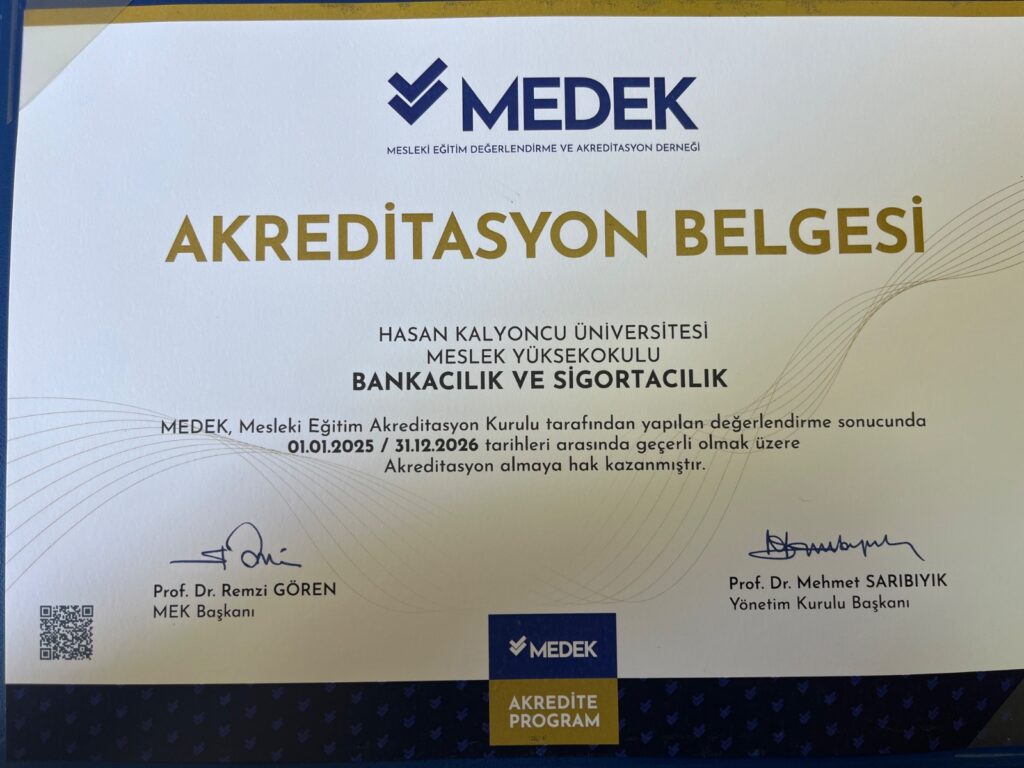 MEDEK
MESLEKİ EĞİTİM DEĞERLENDİRME VE AKREDİTASYON DERNEĞİ
AKREDİTASYON BELGESİ
HASAN KALYONCU ÜNİVERSİTESİ
MESLEK YÜKSEKOKULU
BANKACILIK VE SİGORTACILIK
MEDEK, Mesleki Eğitim Akreditasyon Kurulu tarafından yapılan değerlendirme sonucunda
01.01.2025 / 31.12.2026 tarihleri arasında geçerli olmak üzere
Akreditasyon almaya hak kazanmıştır.
Prof. Dr. Remzi GÖREN
MEK Başkanı
Prof. Dr. Mehmet SARIBIYIK
Yönetim Kurulu Başkanı
MEDEK
AKREDİTE
PROGRAM